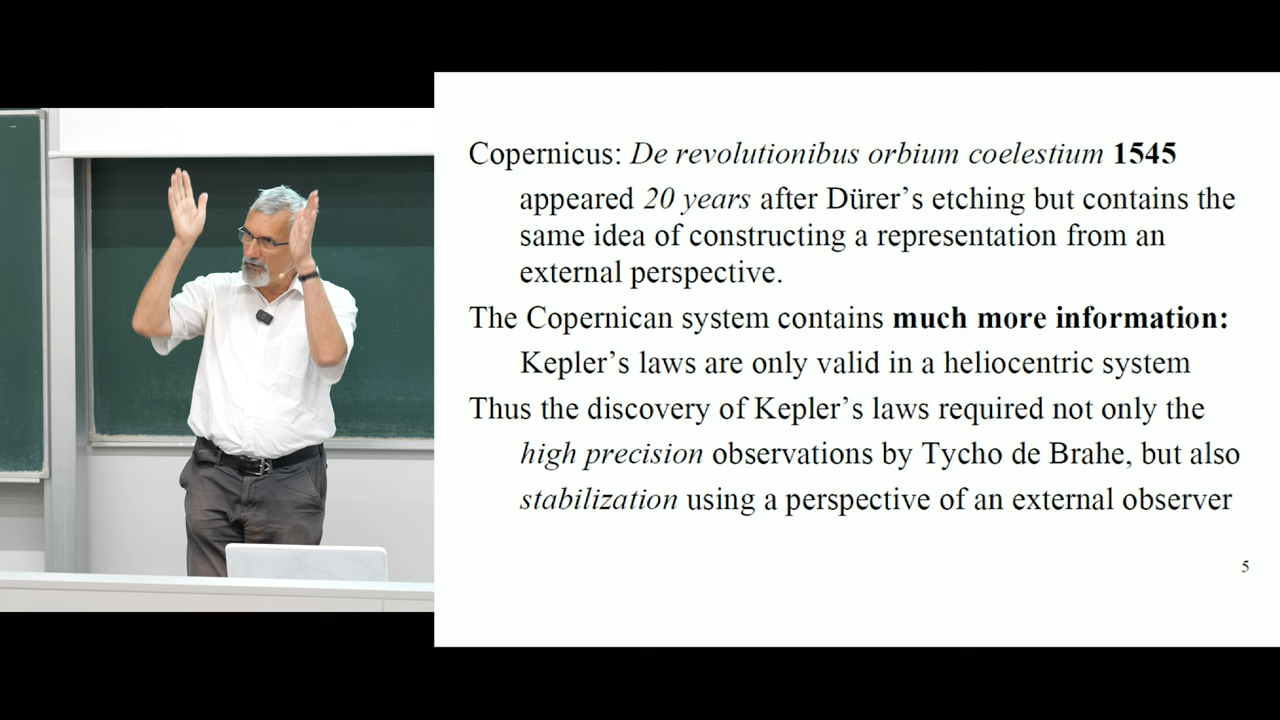 Copernicus: De revolutionibus orbium coelestium 1545
appeared 20 years after Dürer’s etching but contains the
same idea of constructing a representation from an
external perspective.
The Copernican system contains much more information:
Kepler’s laws are only valid in a heliocentric system
Thus the discovery of Kepler’s laws required not only the
high precision observations by Tycho de Brahe, but also
stabilization using a perspective of an external observer
5